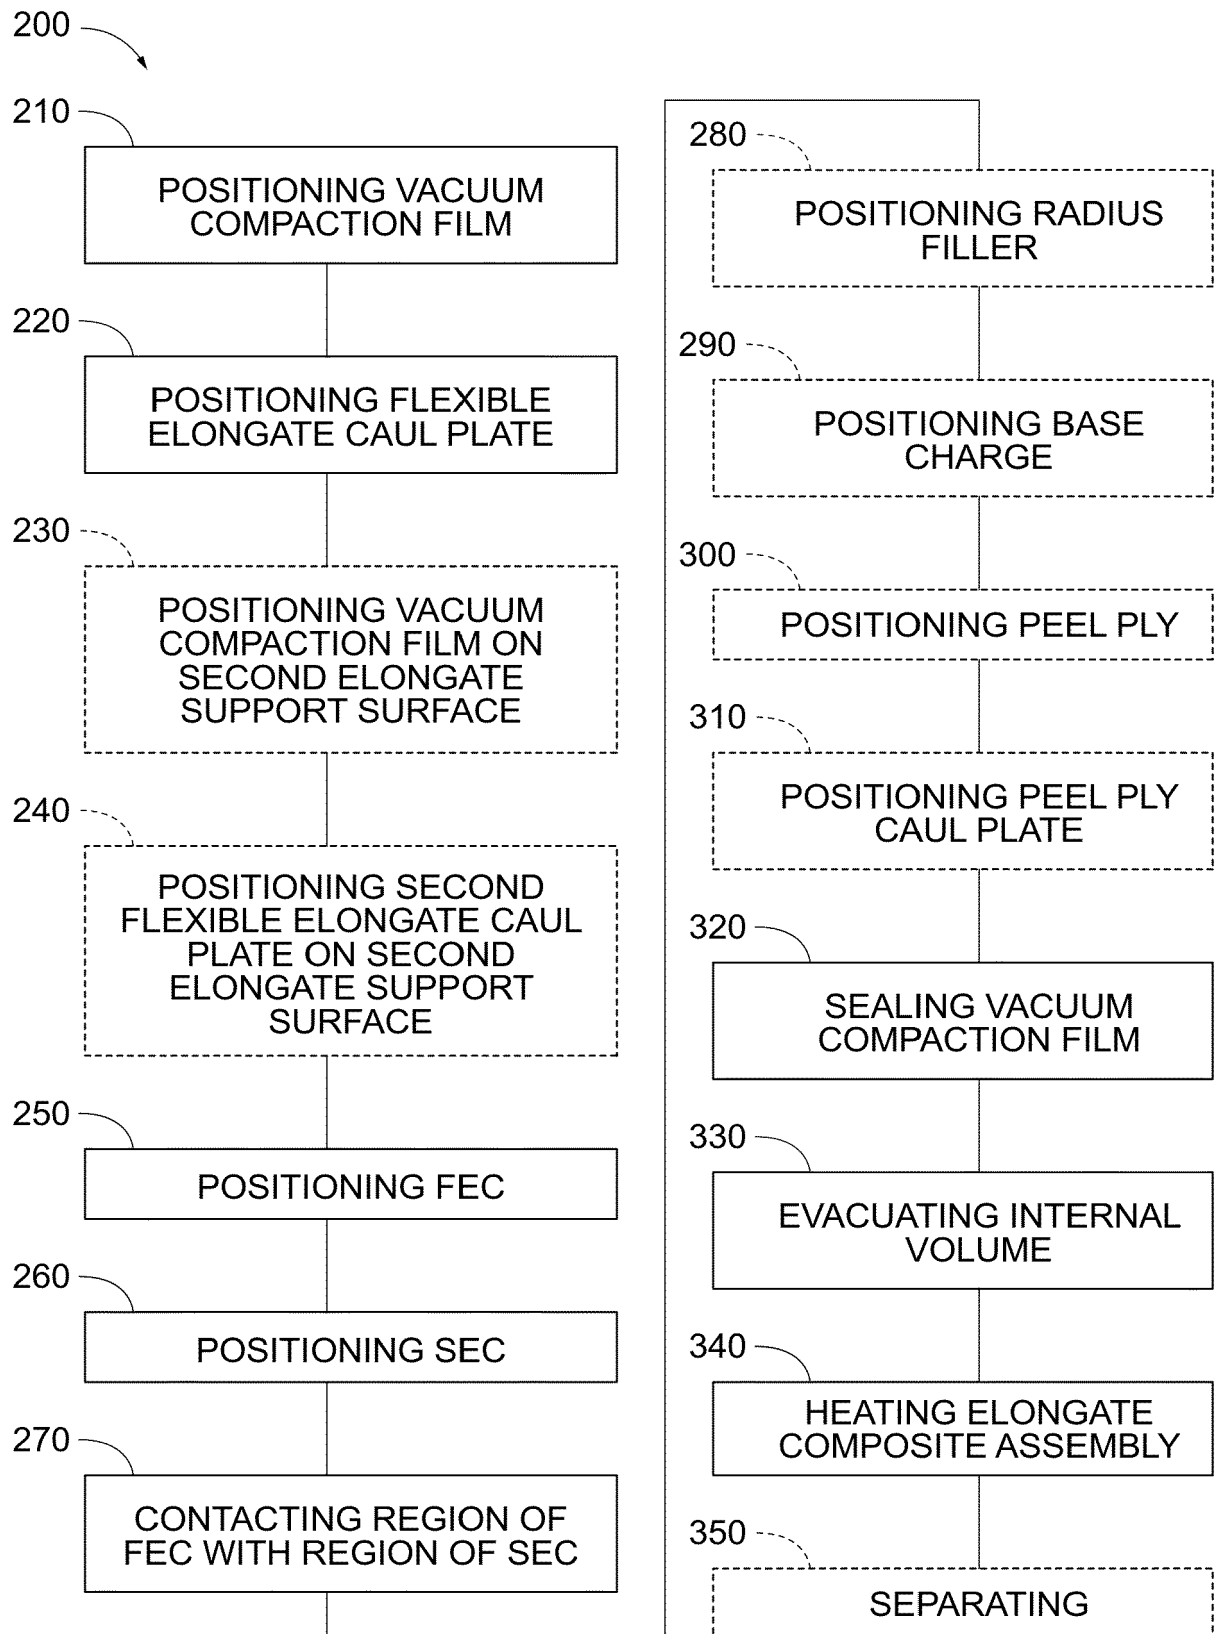 200
210
POSITIONING VACUUM
COMPACTION FILM
220
POSITIONING FLEXIBLE
ELONGATE CAUL PLATE
230
POSITIONING VACUUM
COMPACTION FILM ON
SECOND ELONGATE
SUPPORT SURFACE
240
POSITIONING SECOND
FLEXIBLE ELONGATE CAUL
PLATE ON SECOND
ELONGATE SUPPORT
SURFACE
250
POSITIONING FEC
260
POSITIONING SEC
270
CONTACTING REGION OF
FEC WITH REGION OF SEC
280
POSITIONING RADIUS
FILLER
290
POSITIONING BASE
CHARGE
300
POSITIONING PEEL PLY
310
POSITIONING PEEL PLY
CAUL PLATE
320
SEALING VACUUM
COMPACTION FILM
330
EVACUATING INTERNAL
VOLUME
340
HEATING ELONGATE
COMPOSITE ASSEMBLY
350
SEPARATING